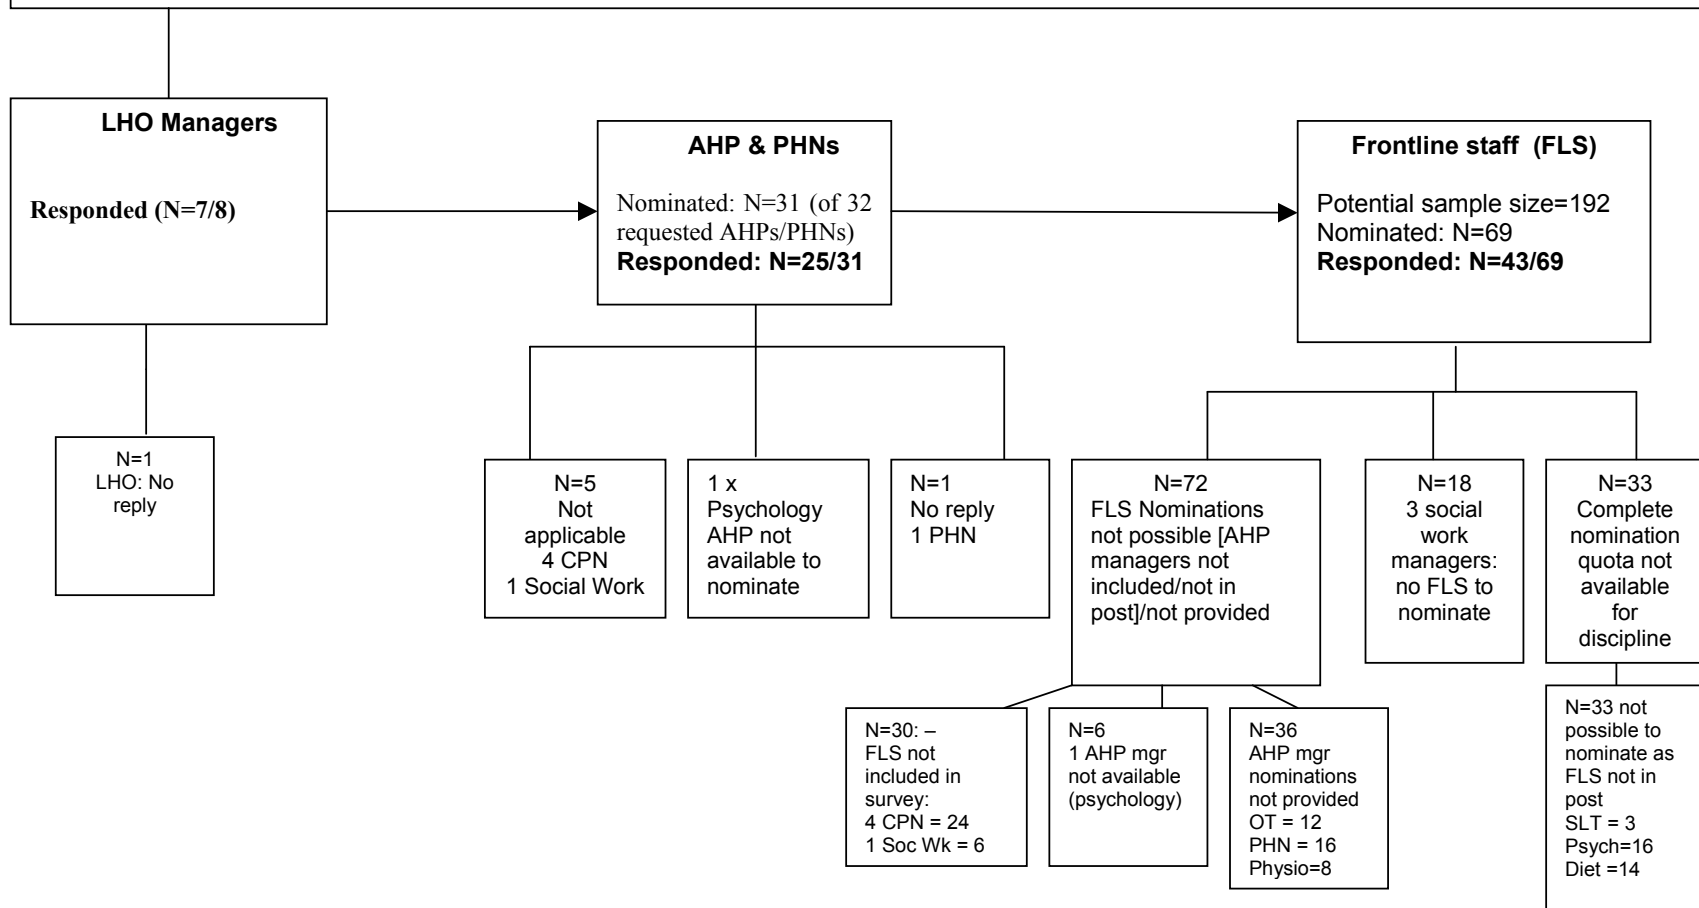 LHO Managers
Responded (N=7/8)
AHP & PHNs
Nominated: N=31 (of 32
requested AHPs/PHNs)
Responded: N=25/31
Frontline staff (FLS)
Potential sample size=192
Nominated: N=69
Responded: N=43/69
N=1
LHO: No
reply
N=5
Not
applicable
4 CPN
1 Social Work
1 x
Psychology
AHP not
available to
nominate
N=1
No reply
1 PHN
N=72
FLS Nominations
not possible [AHP
managers not
included/not in
post]/not provided
N=18
3 social
work
managers:
no FLS to
nominate
N=33
Complete
nomination
quota not
available
for
discipline
N=30: –
FLS not
included in
survey:
4 CPN = 24
1 Soc Wk = 6
N=6
1 AHP mgr
not available
(psychology)
N=36
AHP mgr
nominations
not provided
OT = 12
PHN = 16
Physio=8
N=33 not
possible to
nominate as
FLS not in
post
SLT = 3
Psych=16
Diet =14